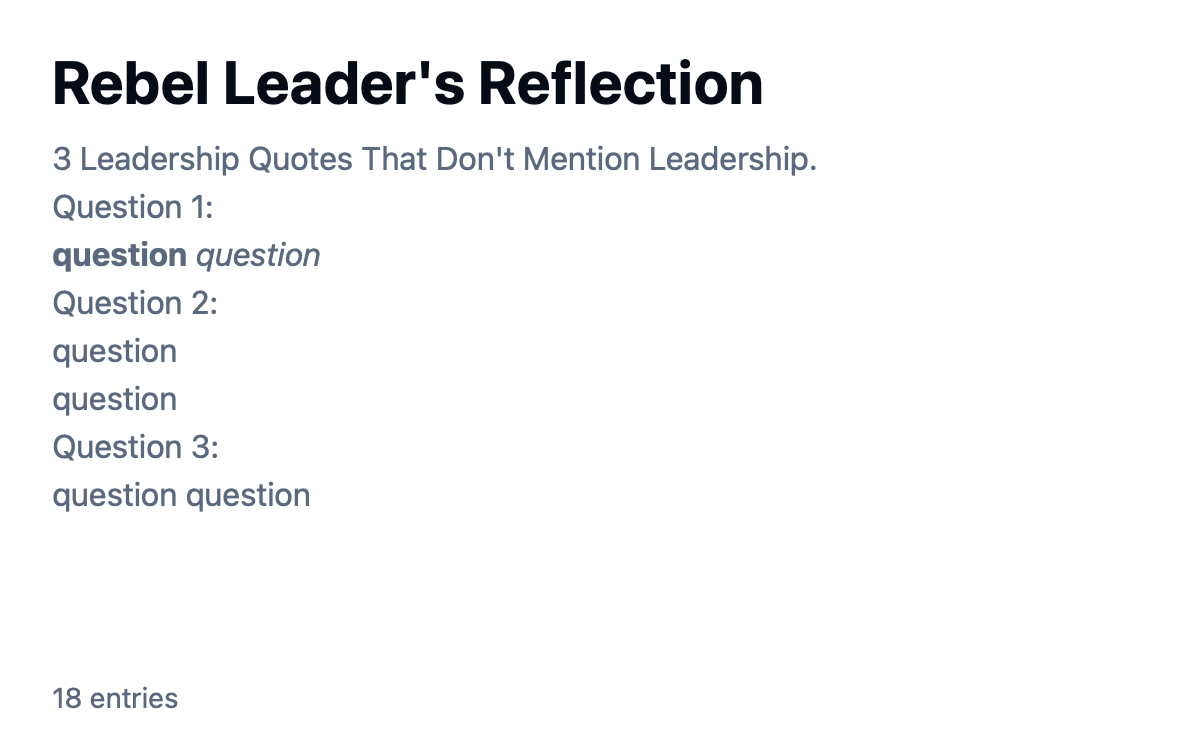 Rebel Leader's Reflection
3 Leadership Quotes That Don't Mention Leadership.
Question 1:
question question
Question 2:
question
question
Question 3:
question question
18 entries